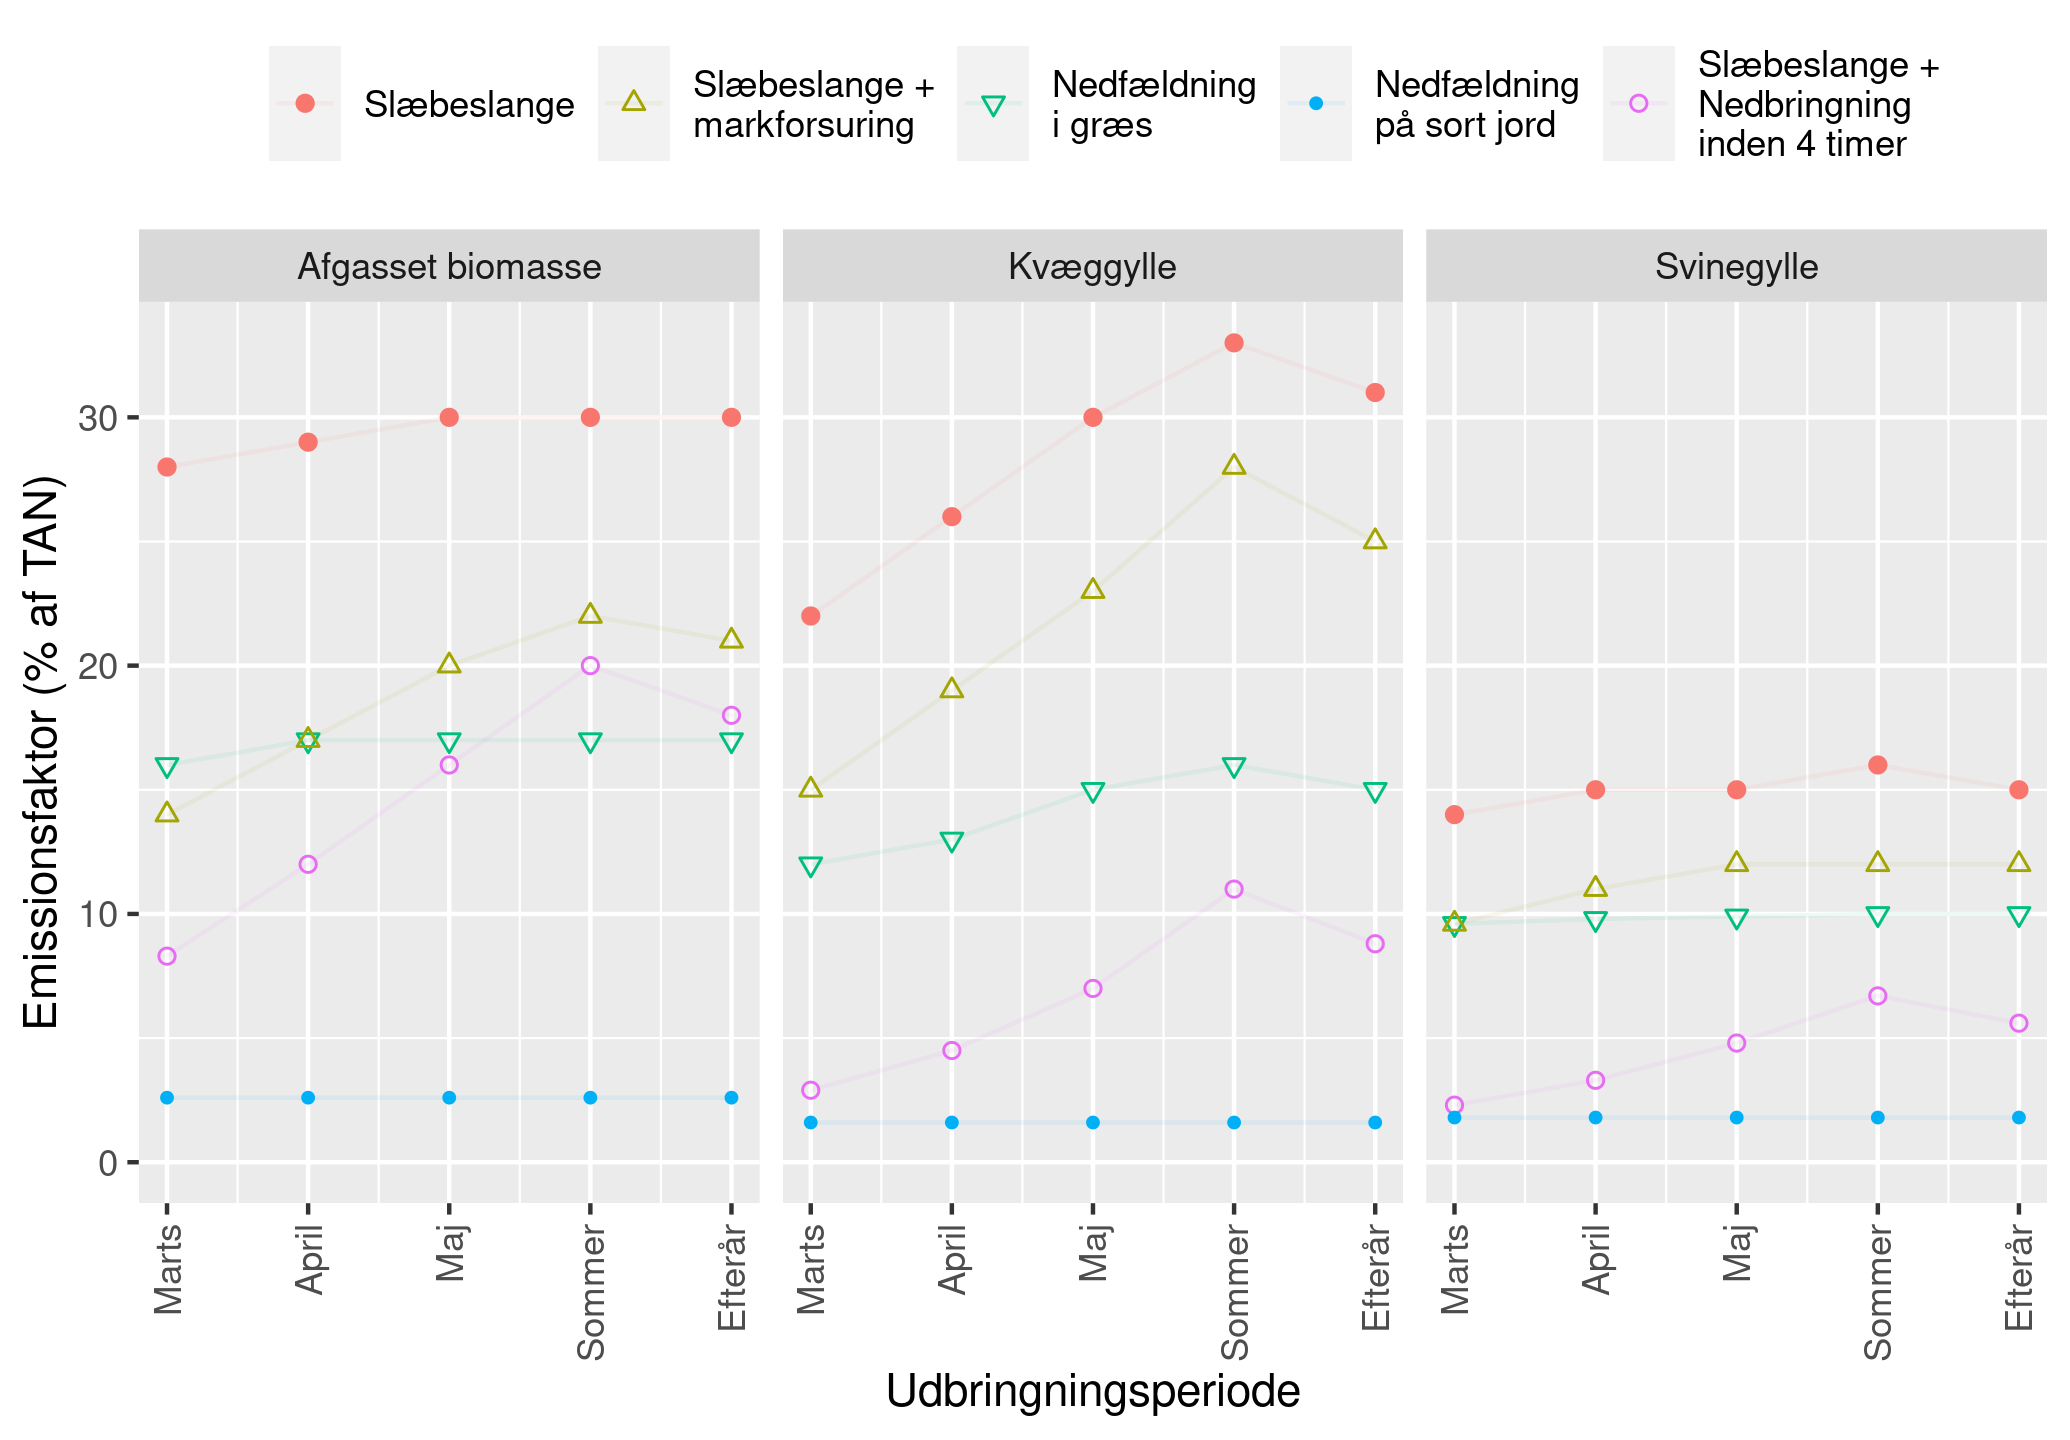 Slæbeslange
Slæbeslange +
markforsuring
Nedfældning
i græs
Nedfældning
på sort jord
Slæbeslange +
Nedbringning
inden 4 timer
Afgasset biomasse
Kvæggylle
Svinegylle
Emissionsfaktor (% af TAN)
30
20
10
0
Marts
April
Maj
Sommer
Efterår
Marts
April
Maj
Sommer
Efterår
Marts
April
Maj
Sommer
Efterår
Udbringningsperiode